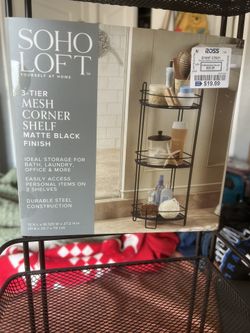 SOHO
LOFT™
YOURSELF AT HOME
3-TIER
MESH
CORNER
SHELF
MATTE BLACK
FINISH
IDEAL STORAGE FOR
BATH, LAUNDRY,
OFFICE & MORE
EASILY ACCESS
PERSONAL ITEMS ON
3 SHELVES
DURABLE STEEL
CONSTRUCTION
ROSS
$19.99